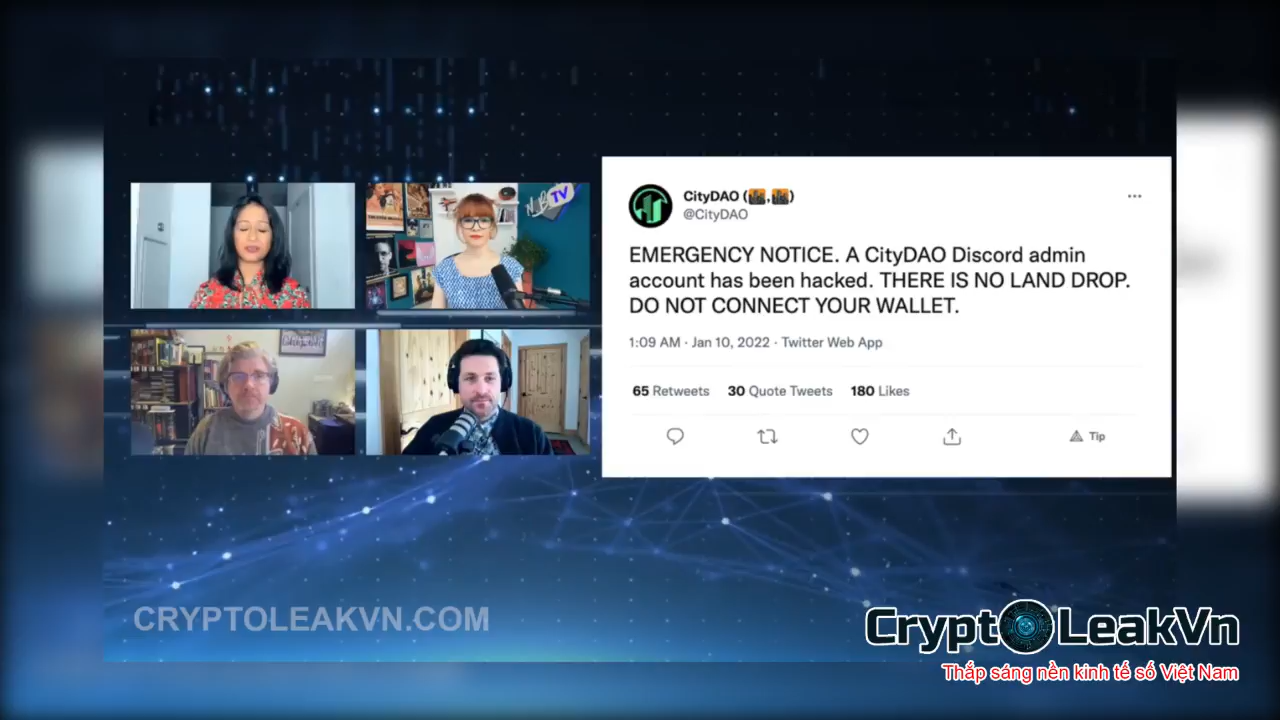 CityDAO (🌆,🌆)
@CityDAO
EMERGENCY NOTICE. A CityDAO Discord admin
account has been hacked. THERE IS NO LAND DROP.
DO NOT CONNECT YOUR WALLET.
1:09 AM · Jan 10, 2022 · Twitter Web App
65 Retweets 30 Quote Tweets 180 Likes
Tip
TV
CRYPTOLEAKVN.COM
CryptoLeakVn
Thắp sáng nền kinh tế số Việt Nam